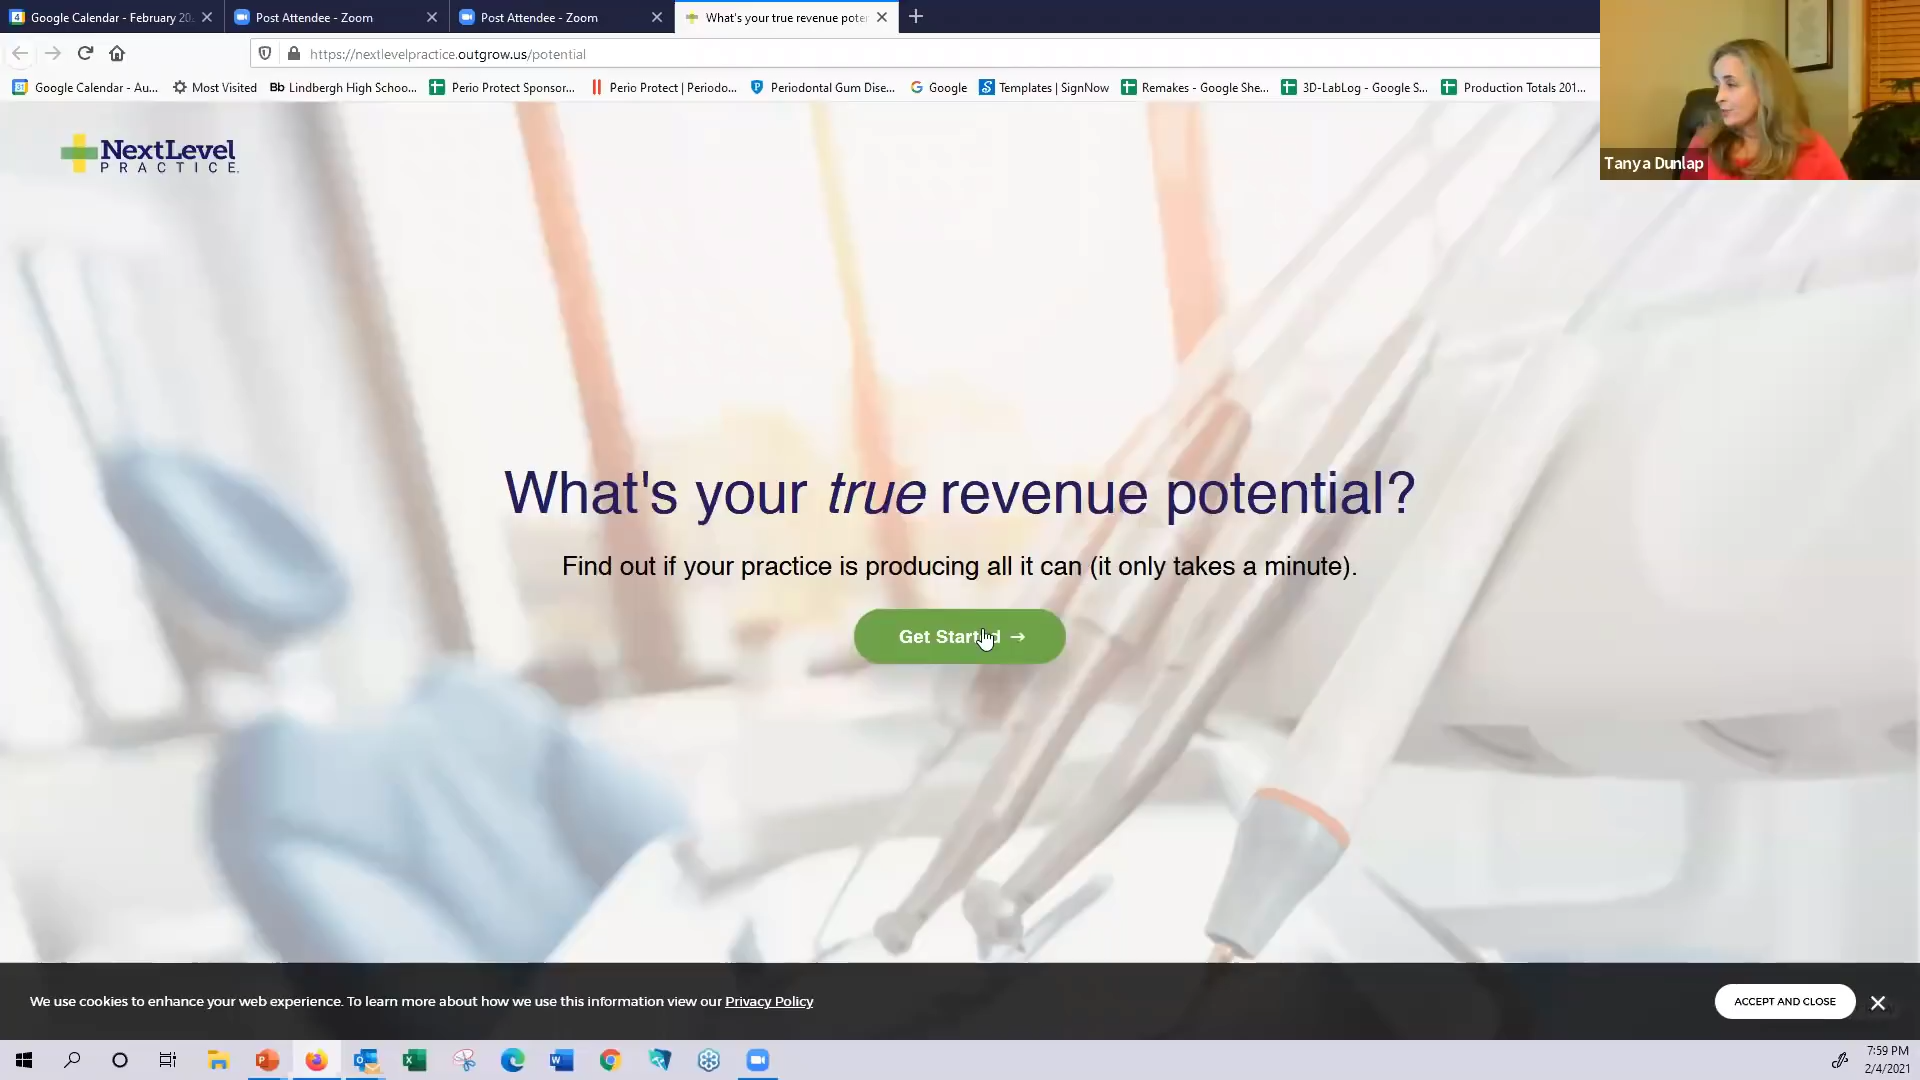 Google Calendar - February 20
Post Attendee - Zoom
Post Attendee - Zoom
What's your true revenue poter
https://nextlevelpractice.outgrow.us/potential
Google Calendar - Au...
Most Visited
Bb Lindbergh High Schoo...
Perio Protect Sponsor...
Perio Protect | Periodo...
Periodontal Gum Dise...
Google
Templates | SignNow
Remakes - Google She...
3D-LabLog - Google S...
Production Totals 201...
Tanya Dunlap
NextLevel
PRACTICE
What's your true revenue potential?
Find out if your practice is producing all it can (it only takes a minute).
Get Started →
We use cookies to enhance your web experience. To learn more about how we use this information view our Privacy Policy
ACCEPT AND CLOSE
7:59 PM
2/4/2021